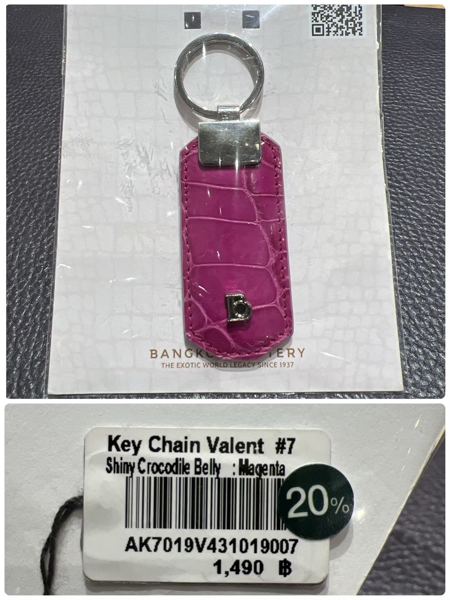 B
THE EXOTIC WORLD LEGACY SINCE 1937
Key Chain Valent #7
Shiny Crocodile Belly : Magenta
20%
AK7019V431019007
1,490 ฿